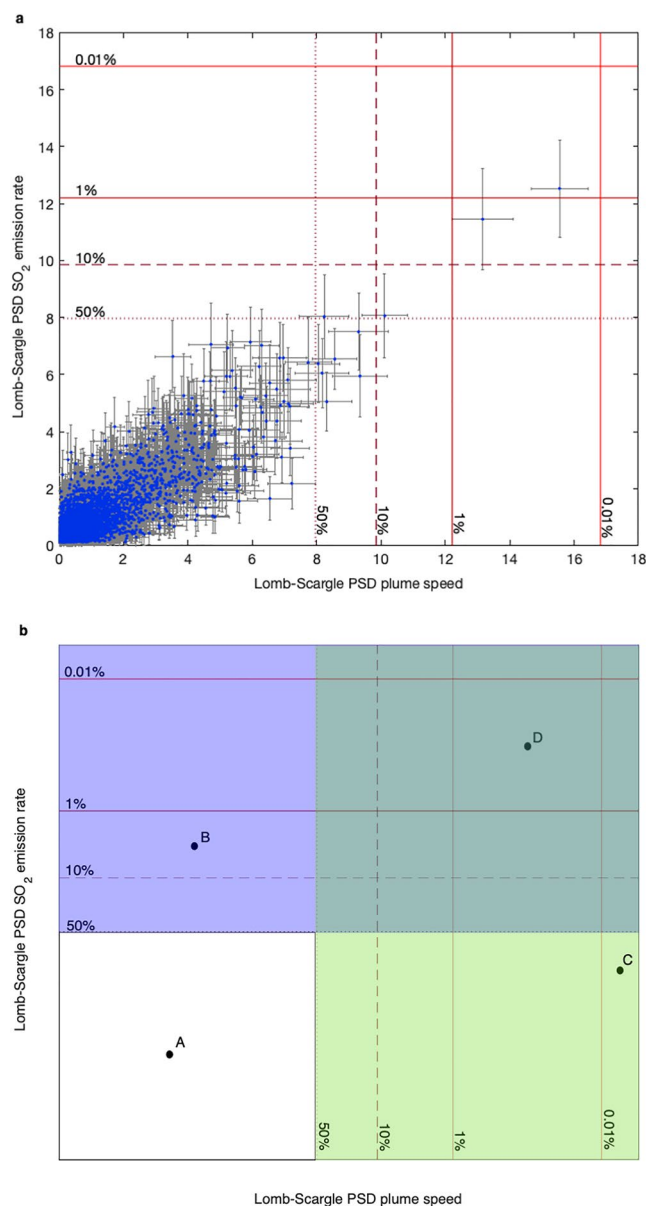 a
18
0.01%
16
14
12
1%
10
10%
8
50%
6
4
2
0
50%
10%
1%
0.01%
0 2 4 6 8 10 12 14 16 18
Lomb-Scargle PSD SO2 emission rate
Lomb-Scargle PSD plume speed
b
0.01%
D
1%
B
10%
50%
C
A
50%
10%
1%
0.01%
Lomb-Scargle PSD SO2 emission rate
Lomb-Scargle PSD plume speed